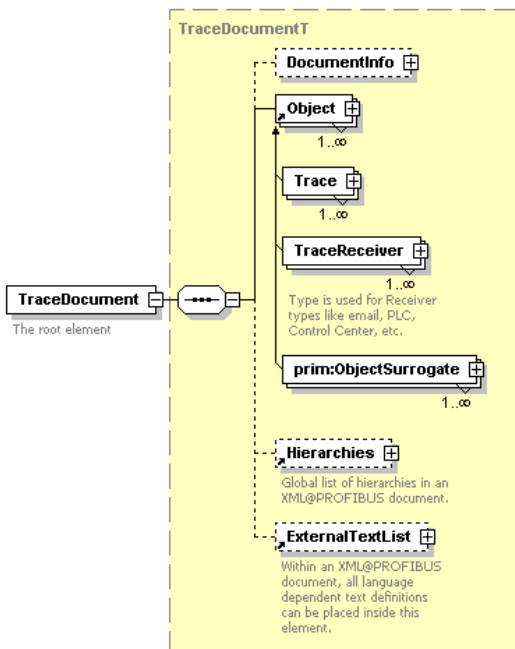 TraceDocumentT
DocumentInfo
Object
1..∞
Trace
1..∞
TraceReceiver
1..∞
Type is used for Receiver
types like email, PLC,
Control Center, etc.
TraceDocument
The root element
prim:ObjectSurrogate
1..∞
Hierarchies
Global list of hierarchies in an
XML@PROFIBUS document.
ExternalTextList
Within an XML@PROFIBUS
document, all language
dependent text definitions
can be placed inside this
element.